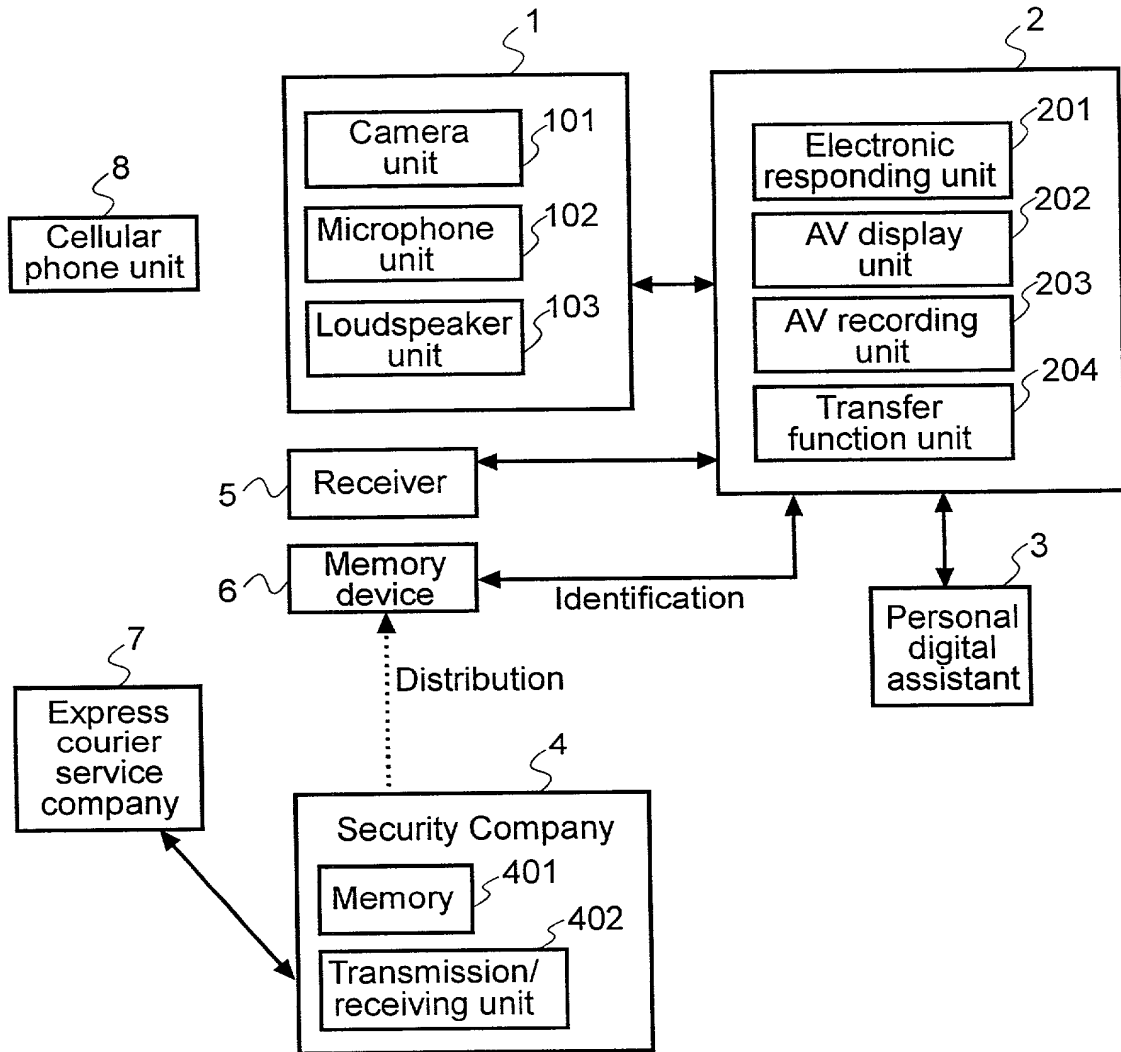 1
2
Camera
unit
101
Microphone
unit
102
Loudspeaker
unit
103
Electronic
responding unit
201
AV display
unit
202
AV recording
unit
203
Transfer
function unit
204
8
Cellular
phone unit
5
Receiver
6
Memory
device
Identification
3
Personal
digital
assistant
Distribution
7
Express
courier
service
company
4
Security Company
Memory
401
Transmission/
receiving unit
402